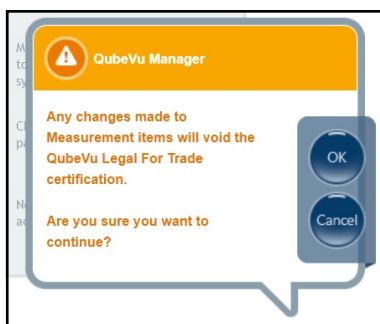 QubeVu Manager
Any changes made to
Measurement items will void the
QubeVu Legal For Trade
certification.
Are you sure you want to
continue?
OK
Cancel